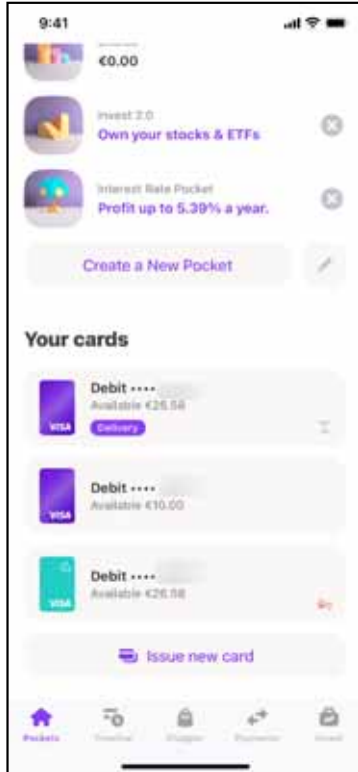 9:41
€0.00
Invest 2.0
Own your stocks & ETFs
Interest Rate Pocket
Profit up to 5.39% a year.
Create a New Pocket
Your cards
Debit ••••
Available €26.58
VISA
Delivery
Debit ••••
Available €10.00
VISA
Debit ••••
Available €26.58
VISA
Issue new card
Pockets
Timeline
Payments
Invest